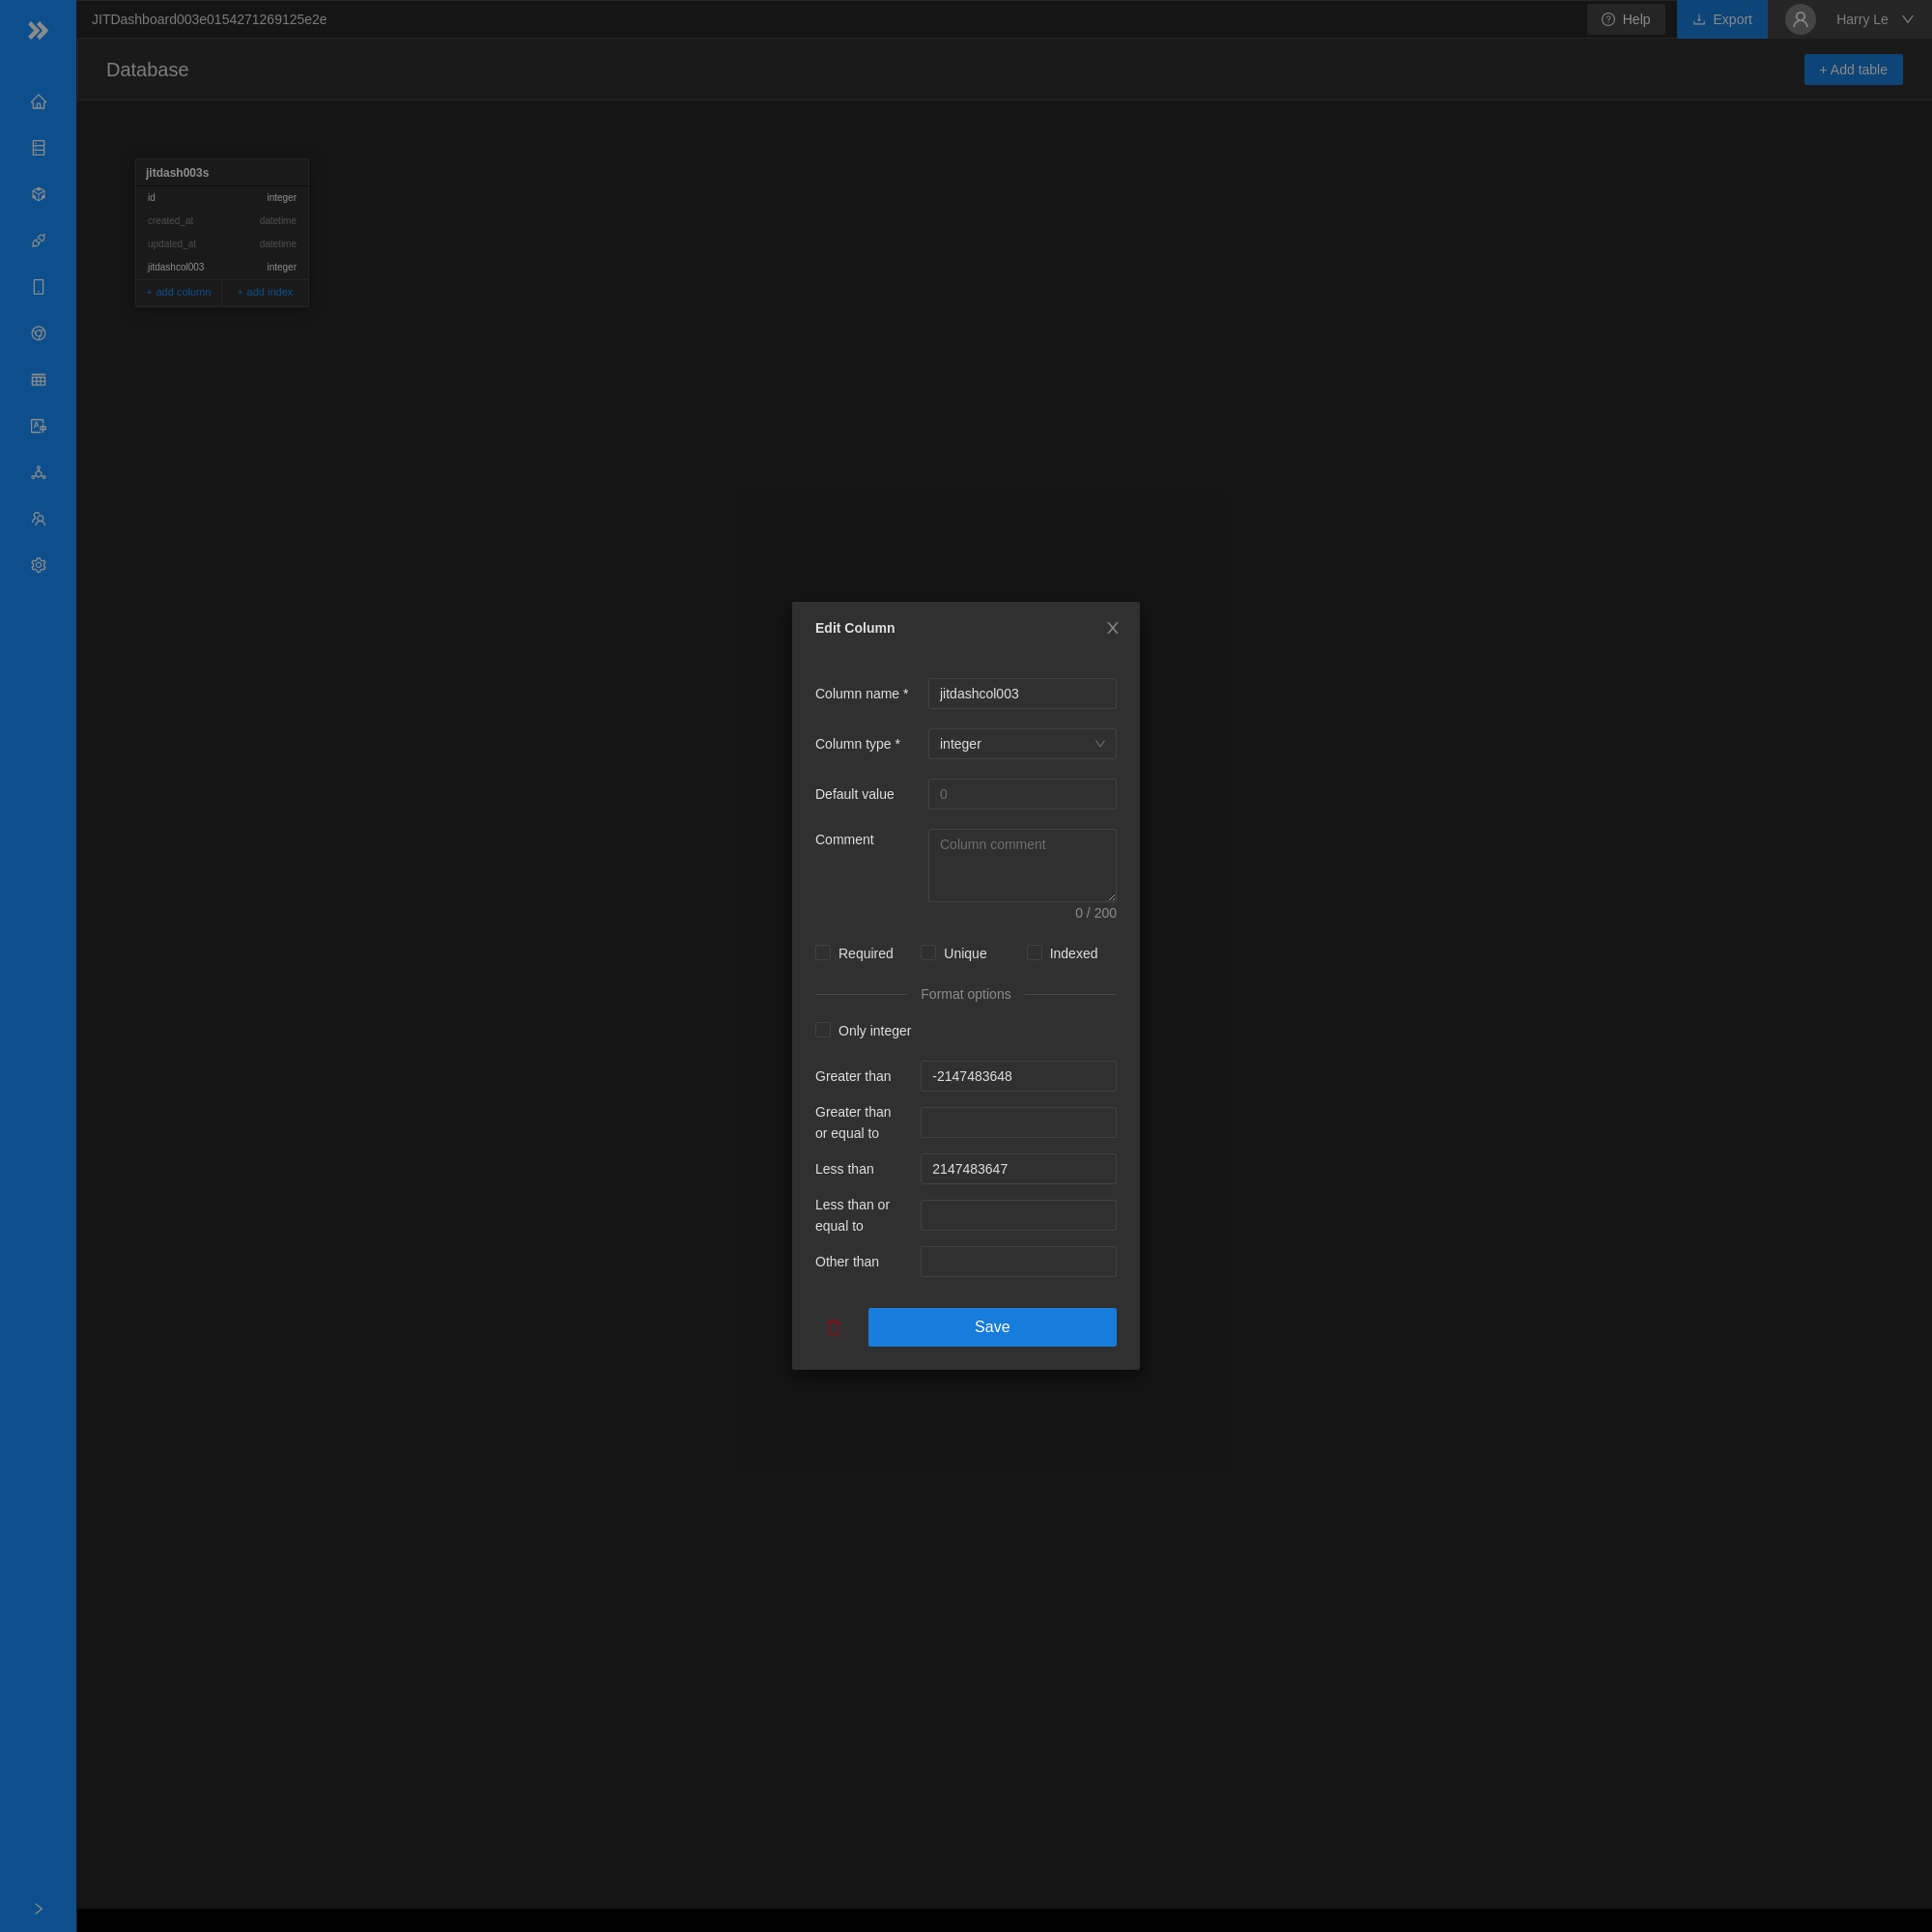 JITDashboard003e0154271269125e2e
Help
Export
Harry Le
Database
+ Add table
jitdash003s
id integer
created_at datetime
updated_at datetime
jitdashcol003 integer
+ add column + add index
Edit Column
Column name * jitdashcol003
Column type * integer
Default value 0
Comment Column comment
0 / 200
Required Unique Indexed
Format options
Only integer
Greater than -2147483648
Greater than
or equal to
Less than 2147483647
Less than or
equal to
Other than
Save